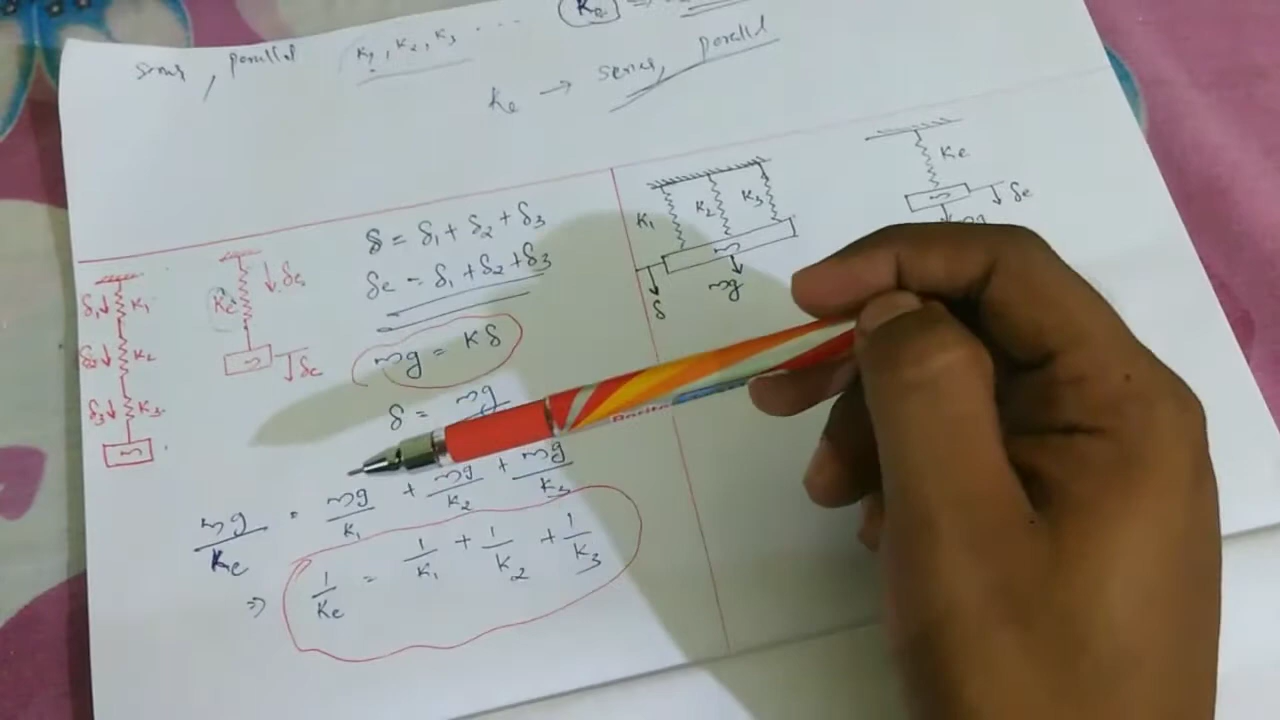 series, parallel K₁, K₂, K₃ ....
Ke
Ke → series, parallel
δ₁ K₁
K₂
δ₃ K₃
m
Ke δe
m δe
δ = δ₁ + δ₂ + δ₃
δe = δ₁ + δ₂ + δ₃
mg = Kδ
δ = mg
mg/Ke = mg/K₁ + mg/K₂ + mg/K₃
⇒ 1/Ke = 1/K₁ + 1/K₂ + 1/K₃
K₁ K₂ K₃
m
δ mg
Ke
m δe